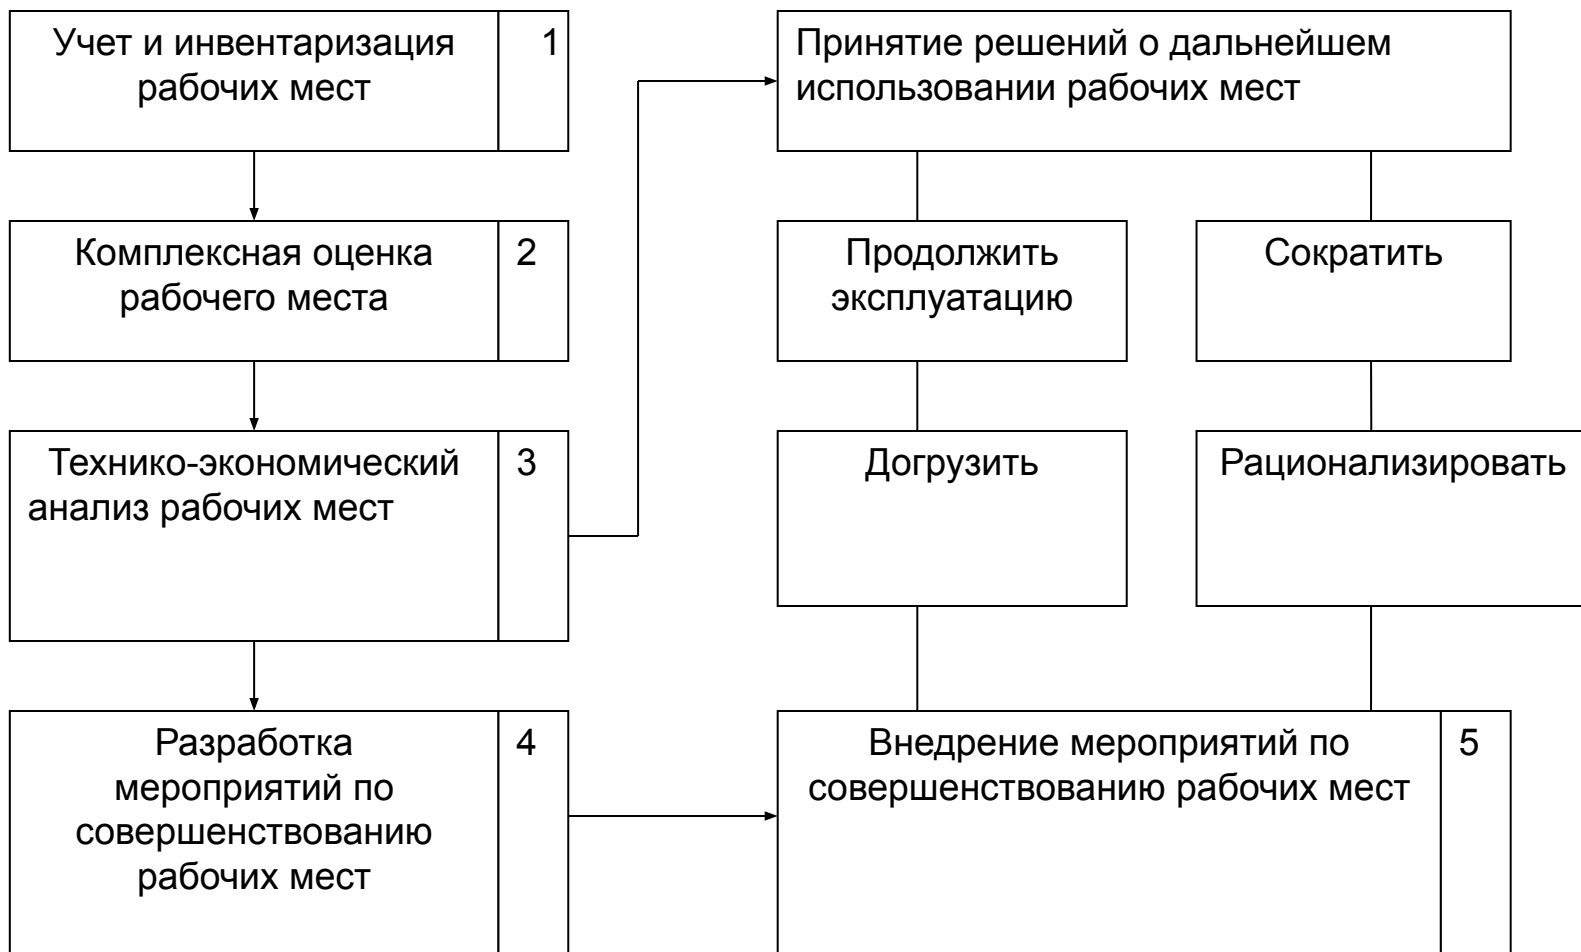 Учет и инвентаризация
рабочих мест
1
Комплексная оценка
рабочего места
2
Технико-экономический
анализ рабочих мест
3
Разработка
мероприятий по
совершенствованию
рабочих мест
4
Принятие решений о дальнейшем
использовании рабочих мест
Продолжить
эксплуатацию
Сократить
Догрузить
Рационализировать
Внедрение мероприятий по
совершенствованию рабочих мест
5